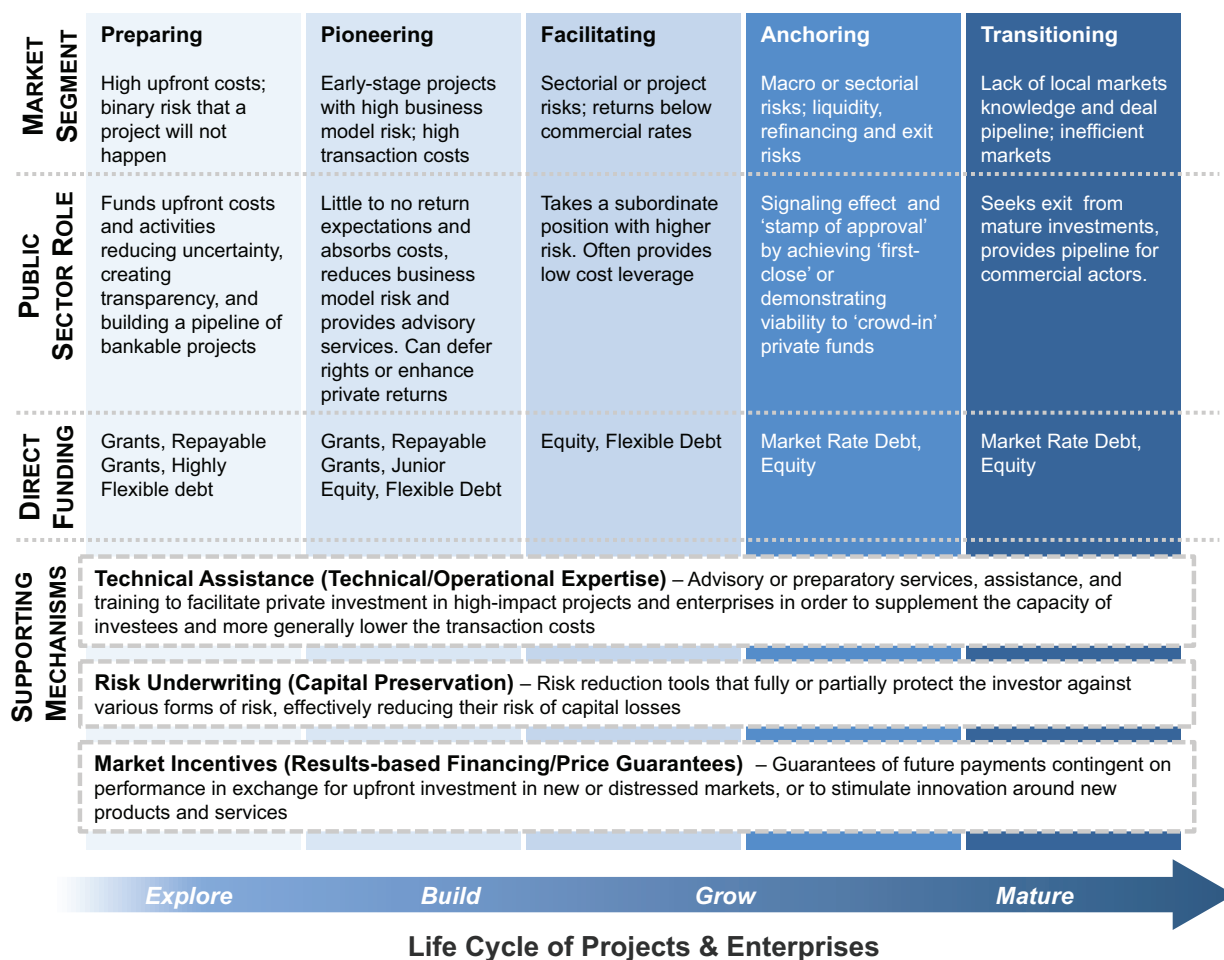 MARKET
SEGMENT
Preparing
High upfront costs;
binary risk that a
project will not
happen
Pioneering
Early-stage projects
with high business
model risk; high
transaction costs
Facilitating
Sectorial or project
risks; returns below
commercial rates
Anchoring
Macro or sectorial
risks; liquidity,
refinancing and exit
risks
Transitioning
Lack of local markets
knowledge and deal
pipeline; inefficient
markets
PUBLIC
SECTOR ROLE
Funds upfront costs
and activities
reducing uncertainty,
creating
transparency, and
building a pipeline of
bankable projects
Little to no return
expectations and
absorbs costs,
reduces business
model risk and
provides advisory
services. Can defer
rights or enhance
private returns
Takes a subordinate
position with higher
risk. Often provides
low cost leverage
Signaling effect and
‘stamp of approval’
by achieving ‘first-
close’ or
demonstrating
viability to ‘crowd-in’
private funds
Seeks exit from
mature investments,
provides pipeline for
commercial actors.
DIRECT
FUNDING
Grants, Repayable
Grants, Highly
Flexible debt
Grants, Repayable
Grants, Junior
Equity, Flexible Debt
Equity, Flexible Debt
Market Rate Debt,
Equity
Market Rate Debt,
Equity
SUPPORTING
MECHANISMS
Technical Assistance (Technical/Operational Expertise) – Advisory or preparatory services, assistance, and
training to facilitate private investment in high-impact projects and enterprises in order to supplement the capacity of
investees and more generally lower the transaction costs
Risk Underwriting (Capital Preservation) – Risk reduction tools that fully or partially protect the investor against
various forms of risk, effectively reducing their risk of capital losses
Market Incentives (Results-based Financing/Price Guarantees) – Guarantees of future payments contingent on
performance in exchange for upfront investment in new or distressed markets, or to stimulate innovation around new
products and services
Explore
Build
Grow
Mature
Life Cycle of Projects & Enterprises